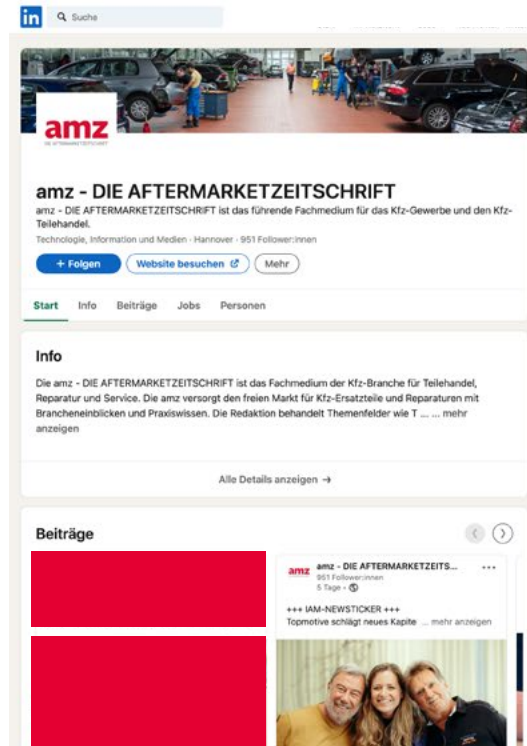 in
Suche
amz
DIE AFTERMARKETZEITSCHRIFT
amz - DIE AFTERMARKETZEITSCHRIFT
amz - DIE AFTERMARKETZEITSCHRIFT ist das führende Fachmedium für das Kfz-Gewerbe und den Kfz-
Teilehandel.
Technologie, Information und Medien · Hannover · 951 Follower:innen
+ Folgen
Website besuchen
Mehr
Start Info Beiträge Jobs Personen
Info
Die amz - DIE AFTERMARKETZEITSCHRIFT ist das Fachmedium der Kfz-Branche für Teilehandel,
Reparatur und Service. Die amz versorgt den freien Markt für Kfz-Ersatzteile und Reparaturen mit
Brancheneinblicken und Praxiswissen. Die Redaktion behandelt Themenfelder wie T ... ... mehr
anzeigen
Alle Details anzeigen →
Beiträge
amz
amz - DIE AFTERMARKETZEITS...
951 Follower:innen
5 Tage •
+++ IAM-NEWSTICKER +++
Topmotive schlägt neues Kapite ... mehr anzeigen